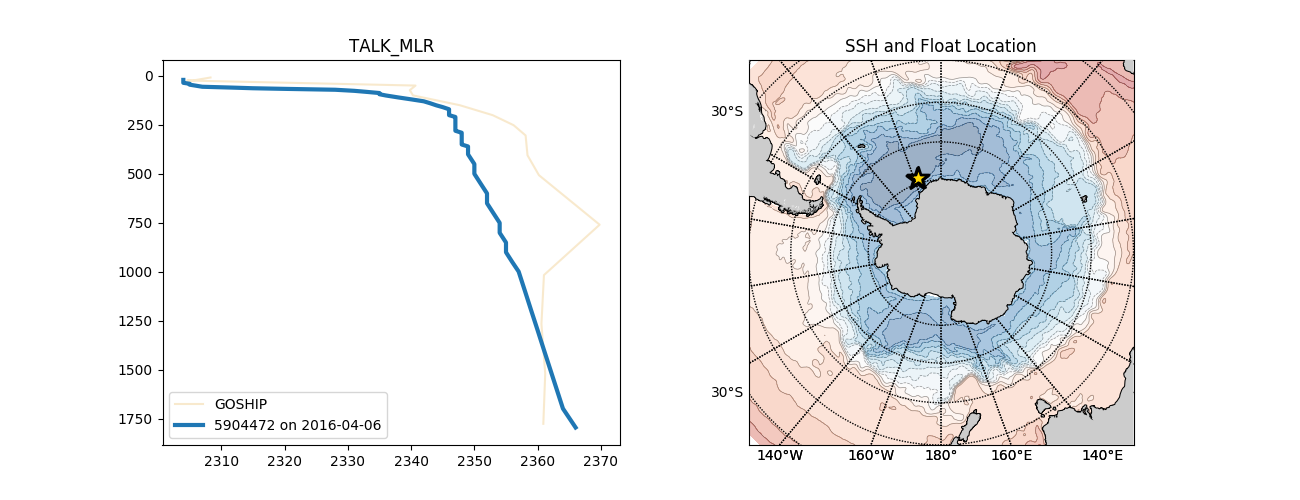 TALK_MLR
0
250
500
750
1000
1250
1500
1750
GOSHIP
5904472 on 2016-04-06
2310 2320 2330 2340 2350 2360 2370
SSH and Float Location
30°S
30°S
140°W 160°W 180° 160°E 140°E